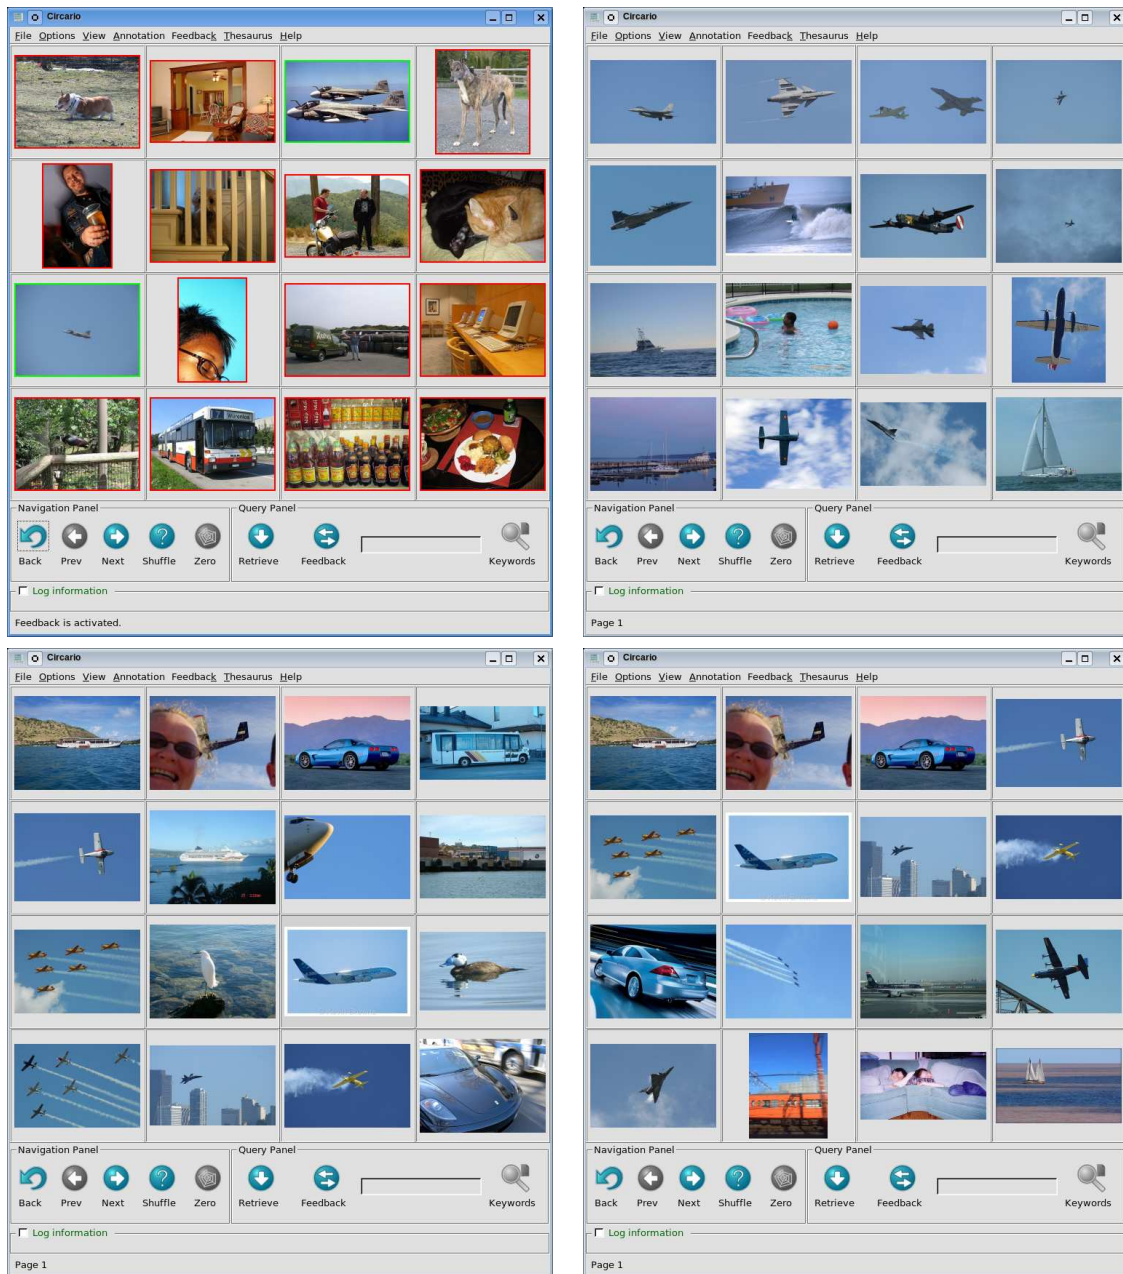 Circario
File Options View Annotation Feedback Thesaurus Help
Navigation Panel
Query Panel
Back Prev Next Shuffle Zero Retrieve Feedback Keywords
Log information
Feedback is activated.
Circario
File Options View Annotation Feedback Thesaurus Help
Navigation Panel
Query Panel
Back Prev Next Shuffle Zero Retrieve Feedback Keywords
Log information
Page 1
Circario
File Options View Annotation Feedback Thesaurus Help
Navigation Panel
Query Panel
Back Prev Next Shuffle Zero Retrieve Feedback Keywords
Log information
Page 1
Circario
File Options View Annotation Feedback Thesaurus Help
Navigation Panel
Query Panel
Back Prev Next Shuffle Zero Retrieve Feedback Keywords
Log information
Page 1